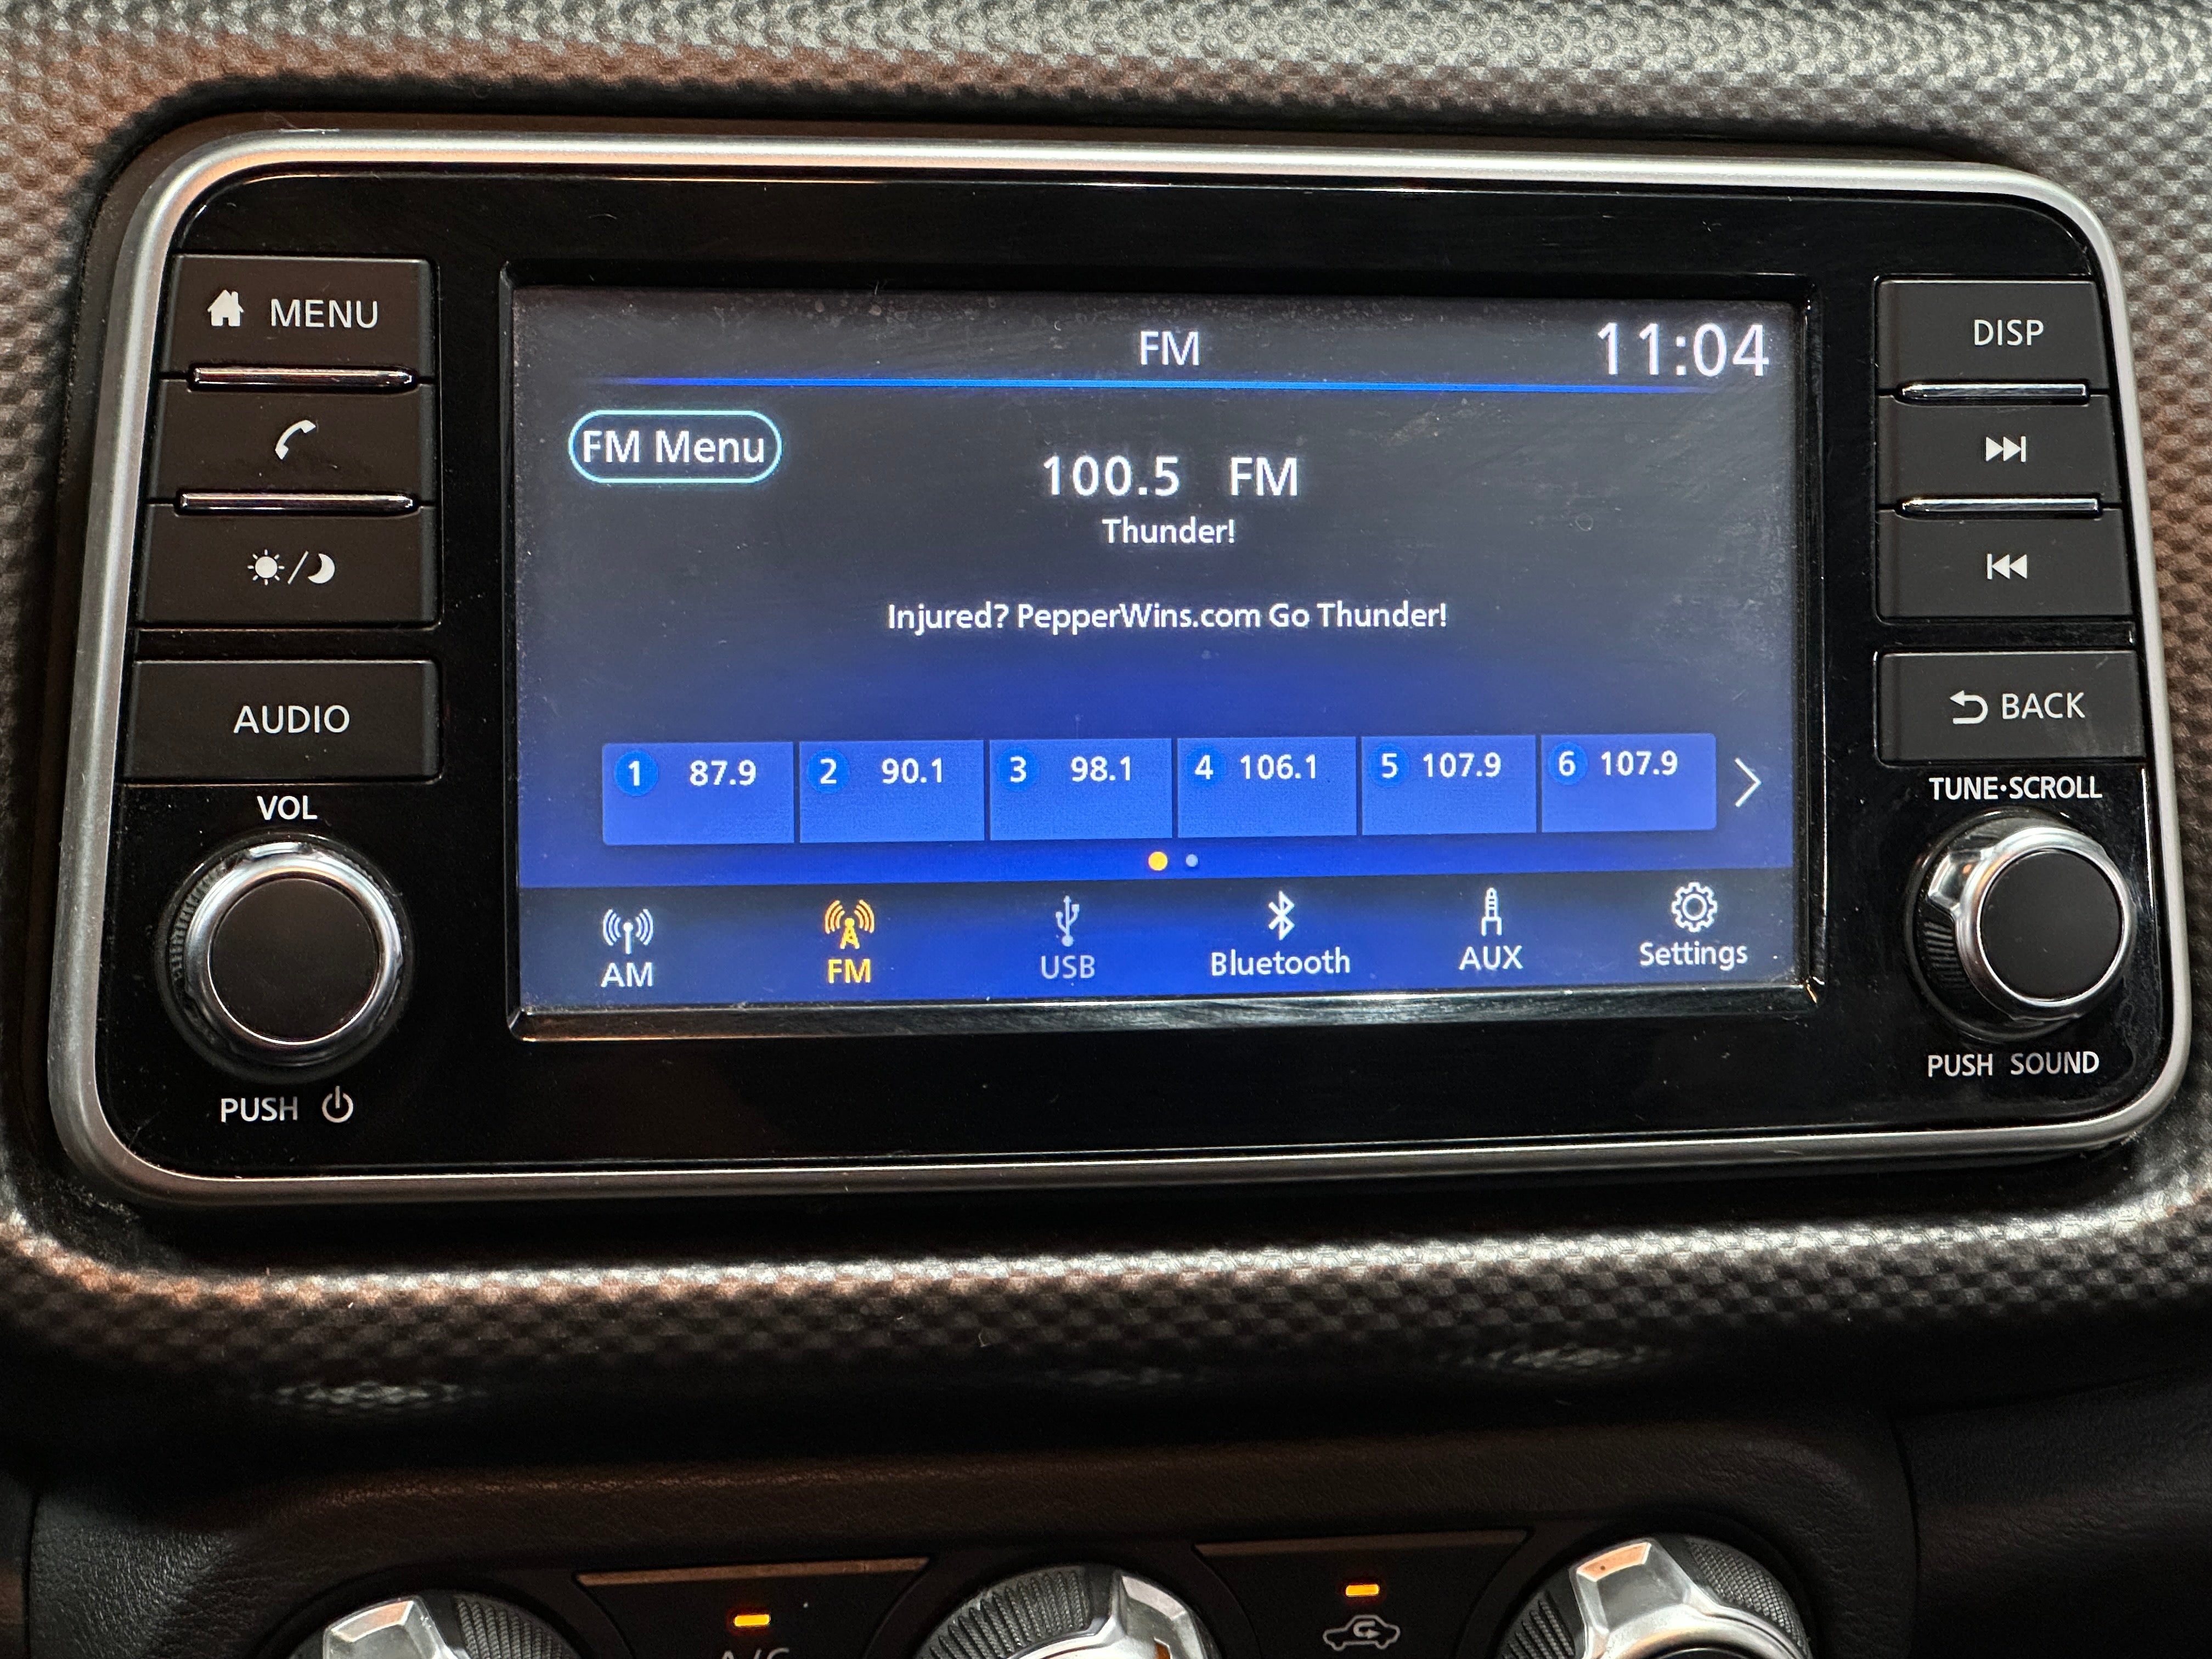 MENU
DISP
AUDIO
BACK
VOL
TUNE·SCROLL
PUSH
PUSH SOUND
FM 11:04
FM Menu
100.5 FM
Thunder!
Injured? PepperWins.com Go Thunder!
1 87.9 2 90.1 3 98.1 4 106.1 5 107.9 6 107.9
AM FM USB Bluetooth AUX Settings
A/C